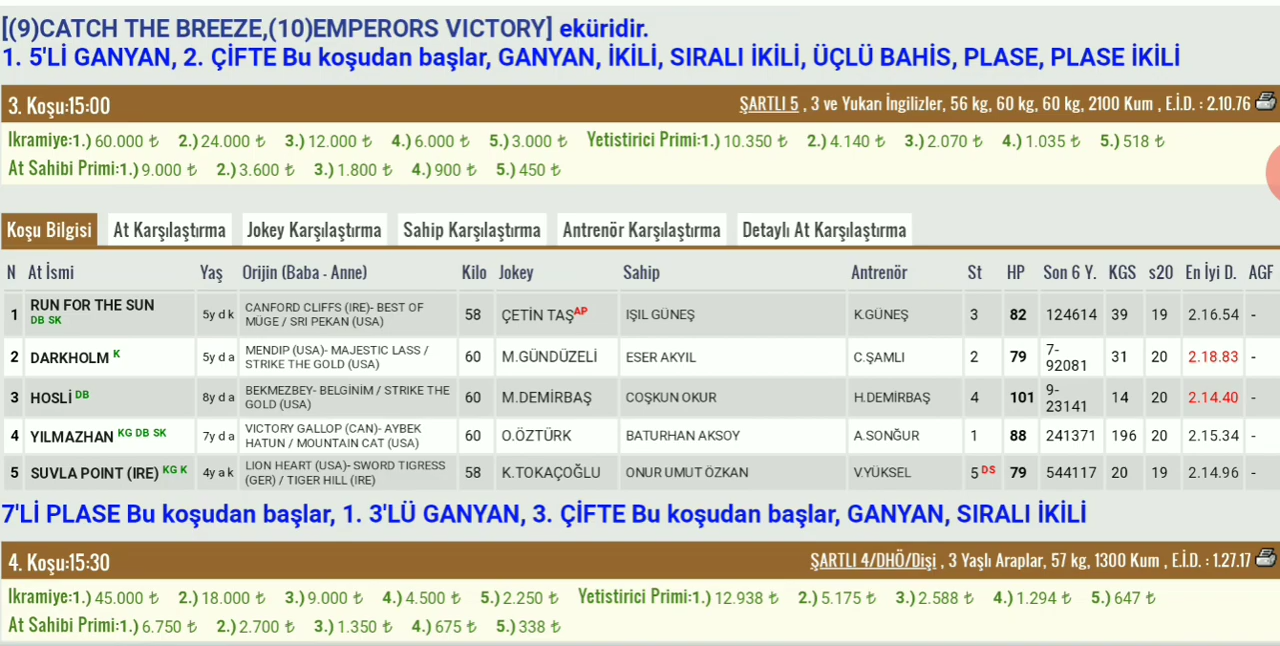 [(9)CATCH THE BREEZE,(10)EMPERORS VICTORY] eküridir.
1. 5'Lİ GANYAN, 2. ÇİFTE Bu koşudan başlar, GANYAN, İKİLİ, SIRALI İKİLİ, ÜÇLÜ BAHİS, PLASE, PLASE İKİLİ
3. Koşu:15:00 ŞARTLI 5 , 3 ve Yukarı İngilizler, 56 kg, 60 kg, 60 kg, 2100 Kum , E.İ.D. : 2.10.76
Ikramiye:1.) 60.000 ₺ 2.) 24.000 ₺ 3.) 12.000 ₺ 4.) 6.000 ₺ 5.) 3.000 ₺ Yetistirici Primi:1.) 10.350 ₺ 2.) 4.140 ₺ 3.) 2.070 ₺ 4.) 1.035 ₺ 5.) 518 ₺
At Sahibi Primi:1.) 9.000 ₺ 2.) 3.600 ₺ 3.) 1.800 ₺ 4.) 900 ₺ 5.) 450 ₺
Koşu Bilgisi At Karşılaştırma Jokey Karşılaştırma Sahip Karşılaştırma Antrenör Karşılaştırma Detaylı At Karşılaştırma
N At İsmi Yaş Orijin (Baba - Anne) Kilo Jokey Sahip Antrenör St HP Son 6 Y. KGS s20 En İyi D. AGF
1 RUN FOR THE SUN DB SK 5y d k CANFORD CLIFFS (IRE)- BEST OF MÜGE / SRI PEKAN (USA) 58 ÇETİN TAŞ AP IŞIL GÜNEŞ K.GÜNEŞ 3 82 124614 39 19 2.16.54 -
2 DARKHOLM K 5y d a MENDIP (USA)- MAJESTIC LASS / STRIKE THE GOLD (USA) 60 M.GÜNDÜZELİ ESER AKYIL C.ŞAMLI 2 79 7-92081 31 20 2.18.83 -
3 HOSLİ DB 8y d a BEKMEZBEY- BELGİNİM / STRIKE THE GOLD (USA) 60 M.DEMİRBAŞ COŞKUN OKUR H.DEMİRBAŞ 4 101 9-23141 14 20 2.14.40 -
4 YILMAZHAN KG DB SK 7y d a VICTORY GALLOP (CAN)- AYBEK HATUN / MOUNTAIN CAT (USA) 60 O.ÖZTÜRK BATURHAN AKSOY A.SONĞUR 1 88 241371 196 20 2.15.34 -
5 SUVLA POINT (IRE) KG K 4y a k LION HEART (USA)- SWORD TIGRESS (GER) / TIGER HILL (IRE) 58 K.TOKAÇOĞLU ONUR UMUT ÖZKAN V.YÜKSEL 5 DS 79 544117 20 19 2.14.96 -
7'Lİ PLASE Bu koşudan başlar, 1. 3'LÜ GANYAN, 3. ÇİFTE Bu koşudan başlar, GANYAN, SIRALI İKİLİ
4. Koşu:15:30 ŞARTLI 4/DHÖ/Dişi , 3 Yaşlı Araplar, 57 kg, 1300 Kum , E.İ.D. : 1.27.17
Ikramiye:1.) 45.000 ₺ 2.) 18.000 ₺ 3.) 9.000 ₺ 4.) 4.500 ₺ 5.) 2.250 ₺ Yetistirici Primi:1.) 12.938 ₺ 2.) 5.175 ₺ 3.) 2.588 ₺ 4.) 1.294 ₺ 5.) 647 ₺
At Sahibi Primi:1.) 6.750 ₺ 2.) 2.700 ₺ 3.) 1.350 ₺ 4.) 675 ₺ 5.) 338 ₺